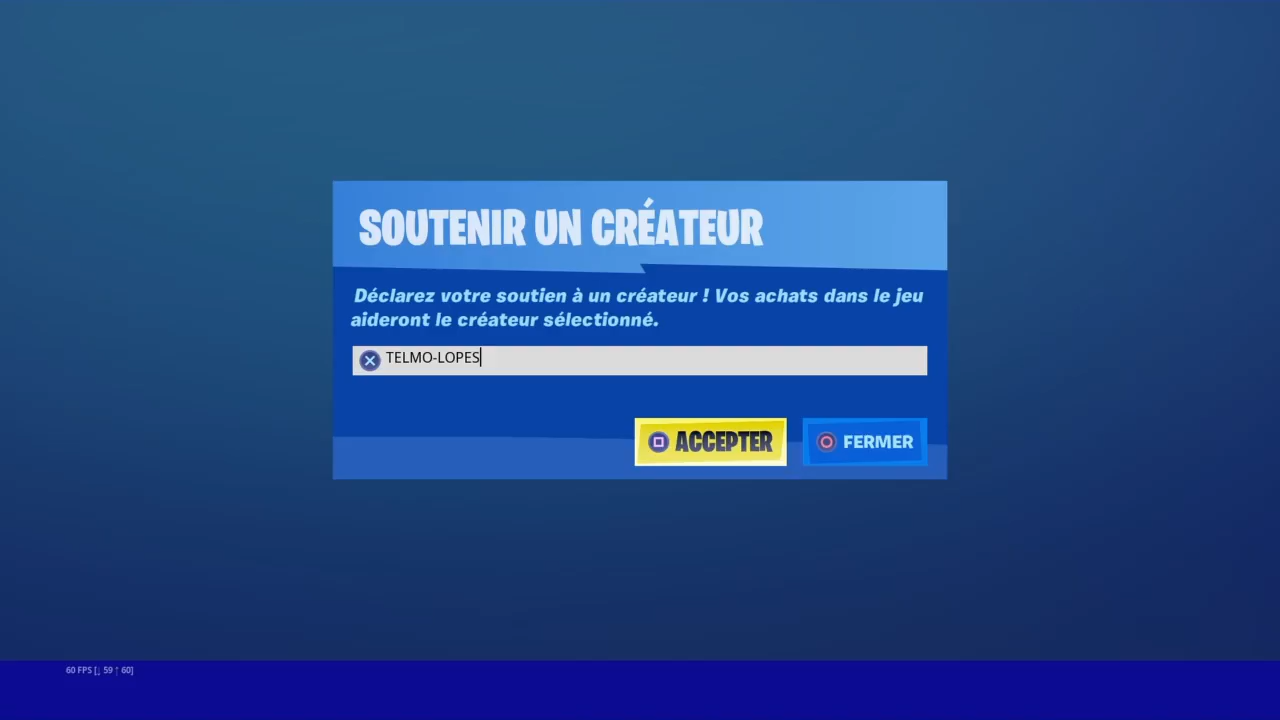 SOUTENIR UN CRÉATEUR
Déclarez votre soutien à un créateur ! Vos achats dans le jeu
aideront le créateur sélectionné.
TELMO-LOPES
ACCEPTER
FERMER
60 FPS [↓ 59 ↑ 60]